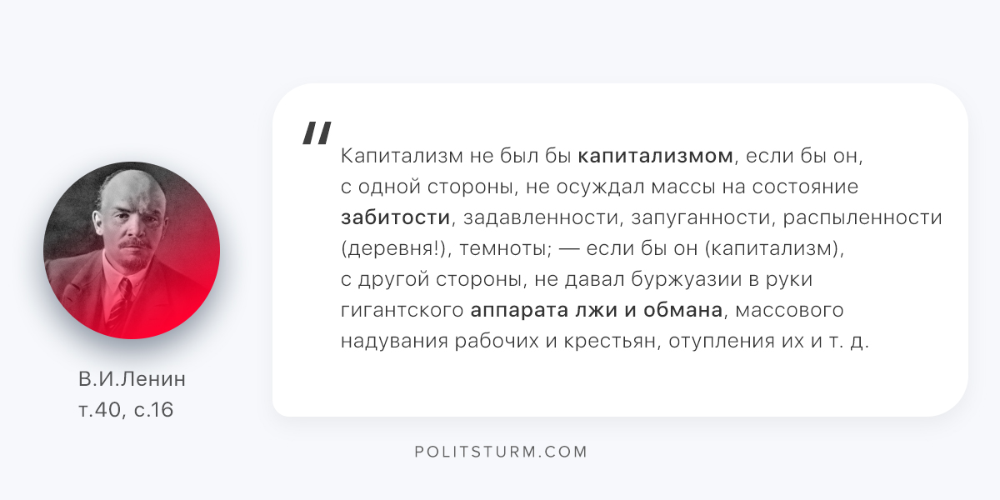 "
Капитализм не был бы капитализмом, если бы он,
с одной стороны, не осуждал массы на состояние
забитости, задавленности, запуганности, распыленности
(деревня!), темноты; — если бы он (капитализм),
с другой стороны, не давал буржуазии в руки
гигантского аппарата лжи и обмана, массового
надувания рабочих и крестьян, отупления их и т. д.
В.И.Ленин
т.40, с.16
POLITSTURM.COM